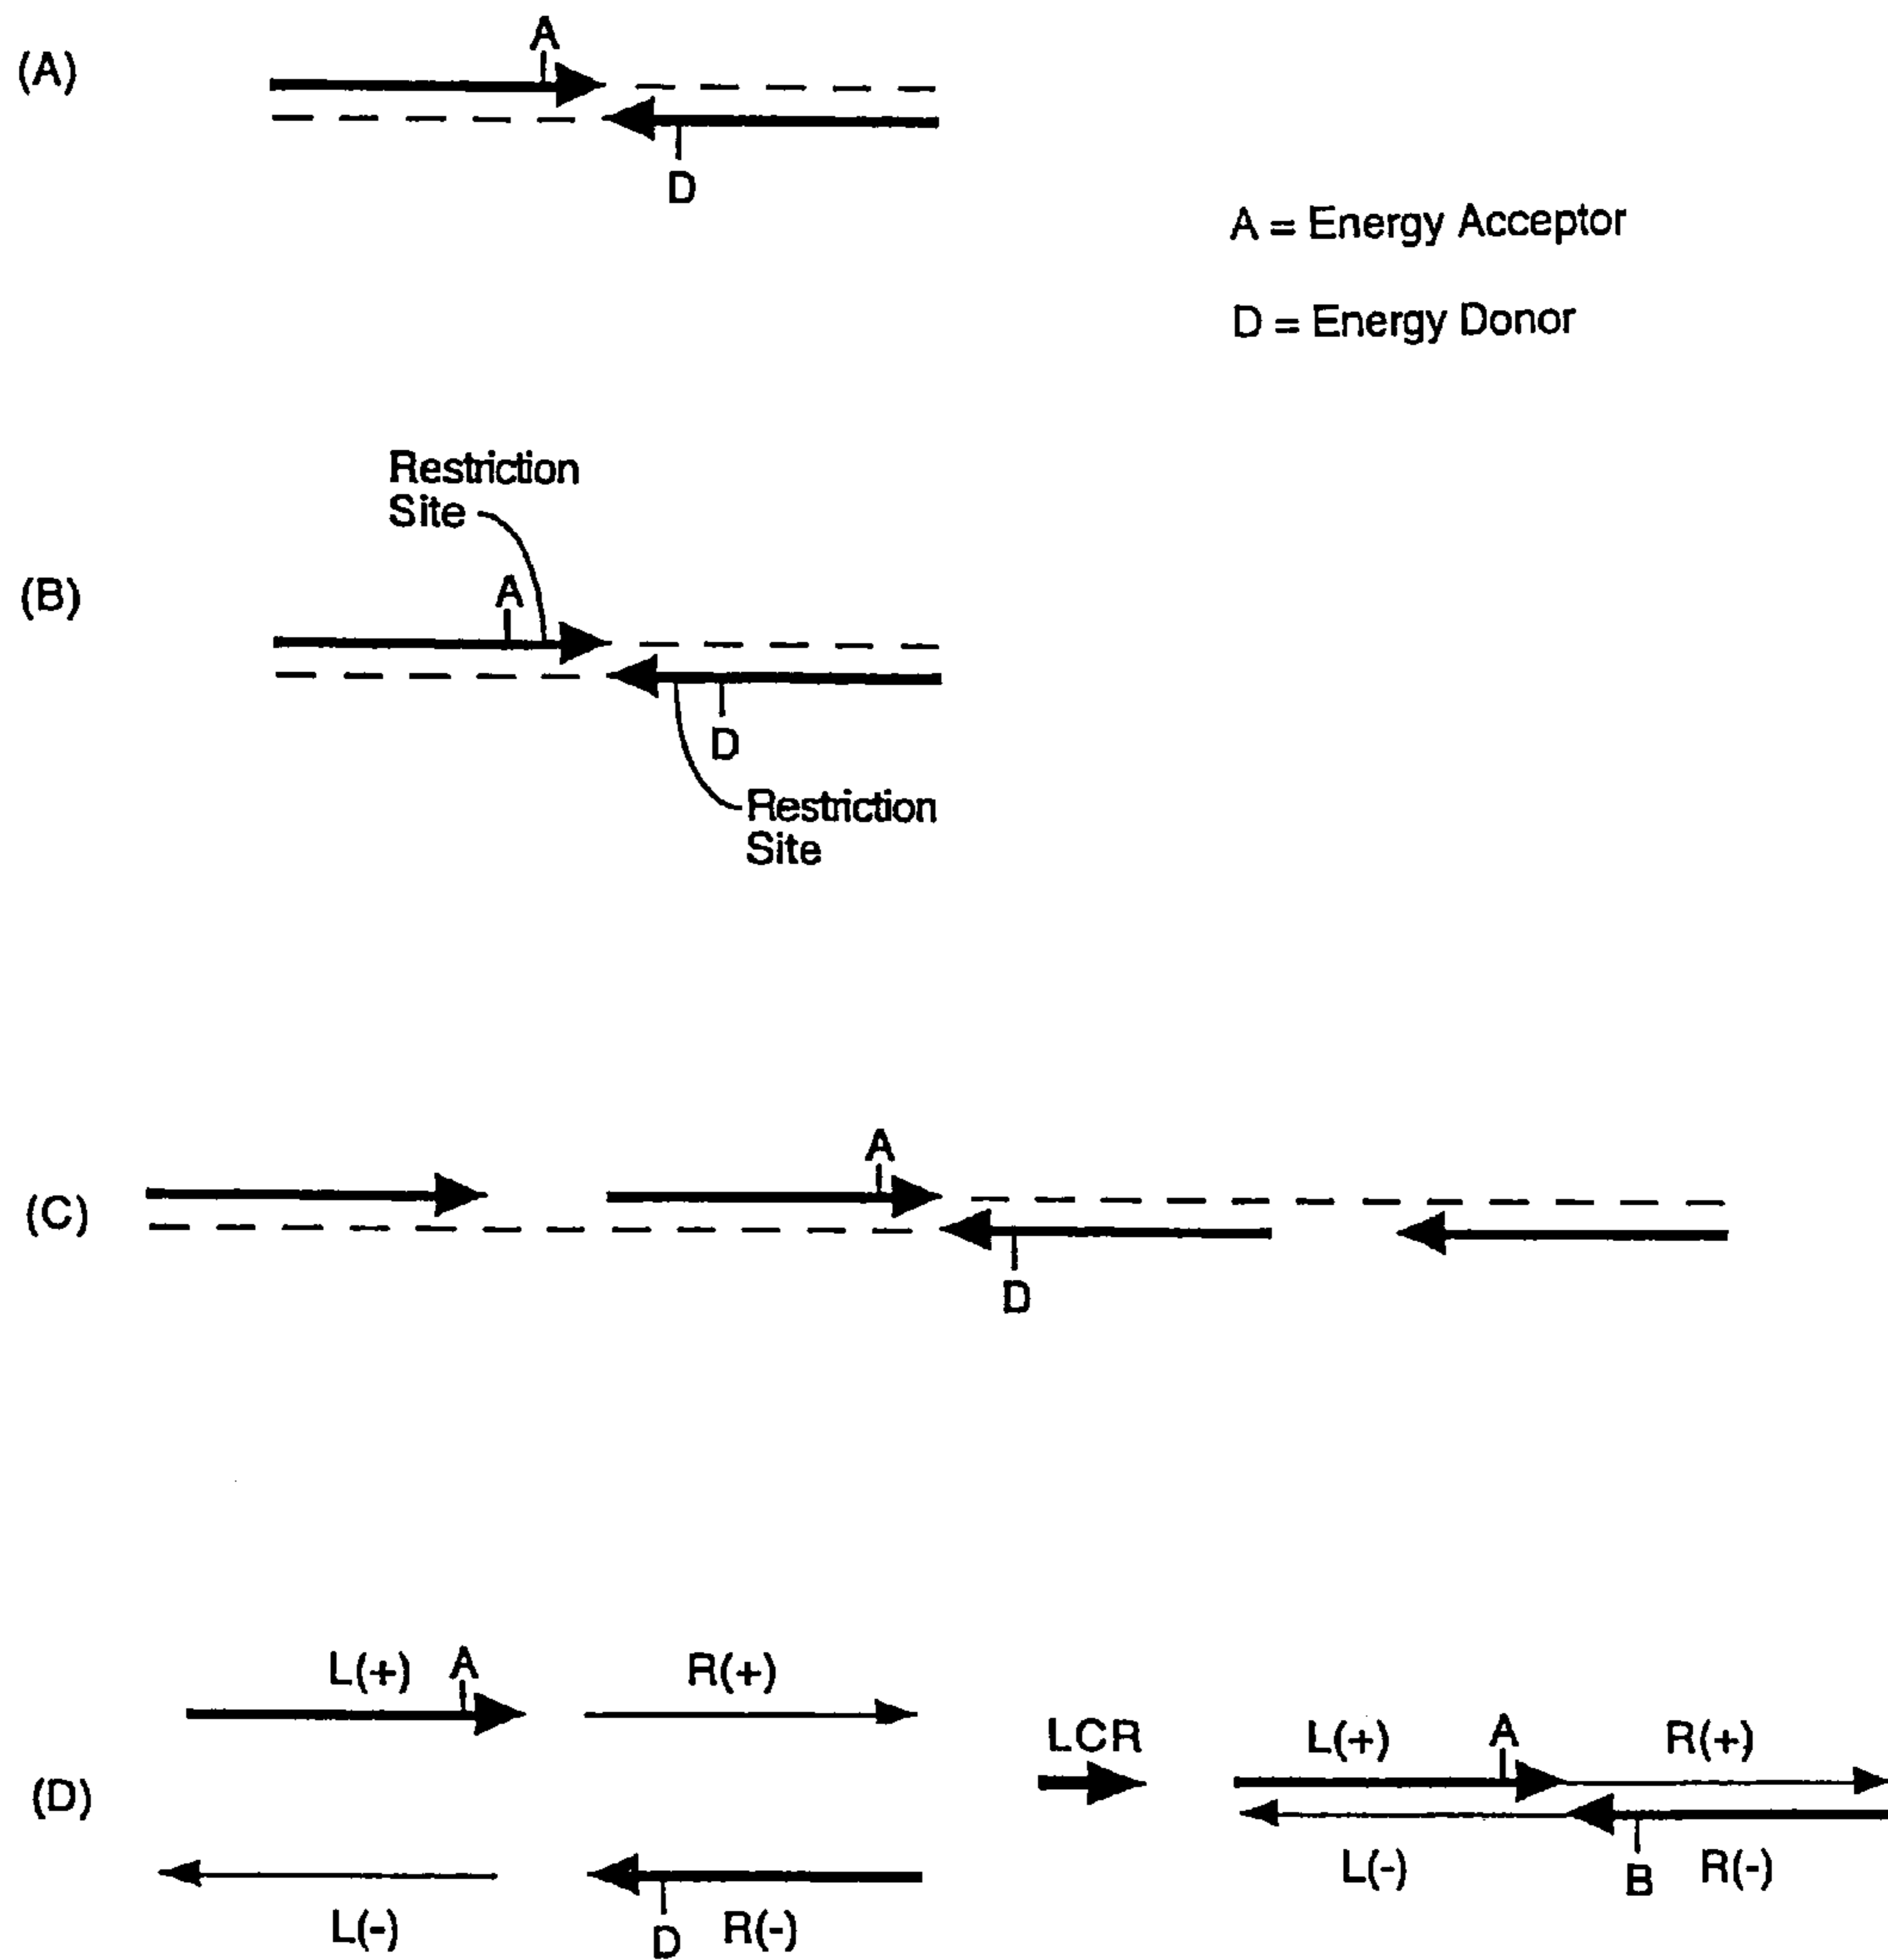 (A)
A
D
A = Energy Acceptor
D = Energy Donor
Restriction
Site
(B)
A
D
Restriction
Site
(C)
A
D
(D)
L(+) A R(+)
L(-) D R(-)
LCR
L(+) A R(+)
L(-) B R(-)